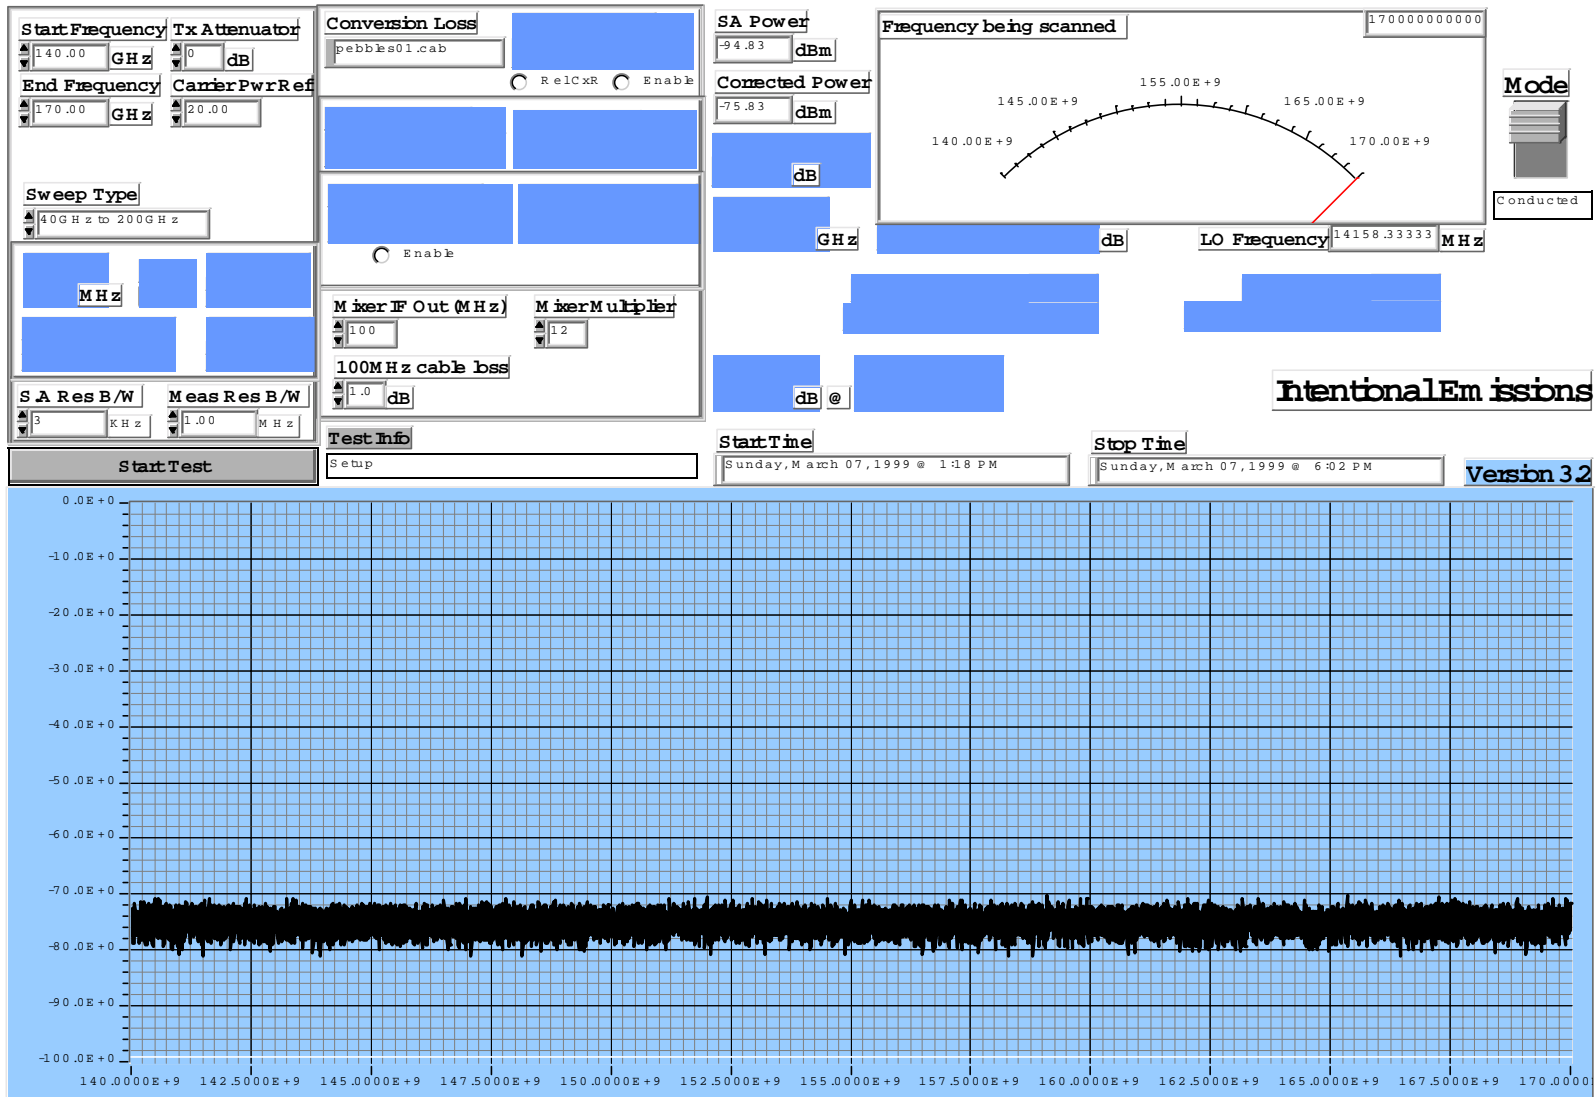 Start Frequency Tx Attenuator
140.00 GHz 0 dB
End Frequency Carrier Pwr Ref
170.00 GHz 20.00
Sweep Type
40GHz to 200GHz
MHz
S.A Res B/W Meas Res B/W
3 KHz 1.00 MHz
Start Test
Conversion Loss
pebbles01.cab
RelCxR Enable
Enable
Mixer IF Out (MHz) Mixer Multiplier
100 12
100MHz cable loss
1.0 dB
Test Info
Setup
SA Power
-94.83 dBm
Corrected Power
-75.83 dBm
dB
GHz
dB @
Frequency being scanned 170000000000
140.00E+9 145.00E+9 155.00E+9 165.00E+9 170.00E+9
dB
LO Frequency 14158.33333 MHz
Mode
Conducted
Intentional Emissions
Start Time
Sunday, March 07, 1999 @ 1:18 PM
Stop Time
Sunday, March 07, 1999 @ 6:02 PM
Version 3.2
0.0E+0
-10.0E+0
-20.0E+0
-30.0E+0
-40.0E+0
-50.0E+0
-60.0E+0
-70.0E+0
-80.0E+0
-90.0E+0
-100.0E+0
140.0000E+9 142.5000E+9 145.0000E+9 147.5000E+9 150.0000E+9 152.5000E+9 155.0000E+9 157.5000E+9 160.0000E+9 162.5000E+9 165.0000E+9 167.5000E+9 170.0000